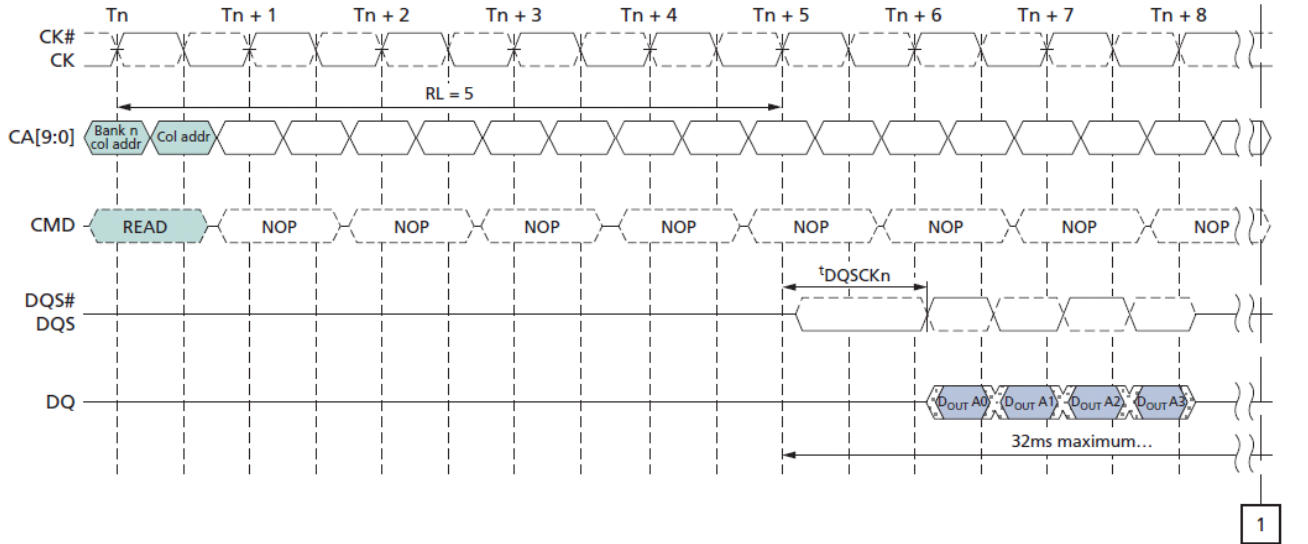 Tn Tn + 1 Tn + 2 Tn + 3 Tn + 4 Tn + 5 Tn + 6 Tn + 7 Tn + 8
CK#
CK
RL = 5
CA[9:0] Bank n col addr Col addr
CMD READ NOP NOP NOP NOP NOP NOP NOP NOP
tDQSCKn
DQS#
DQS
DQ DOUT A0 DOUT A1 DOUT A2 DOUT A3
32ms maximum…
1